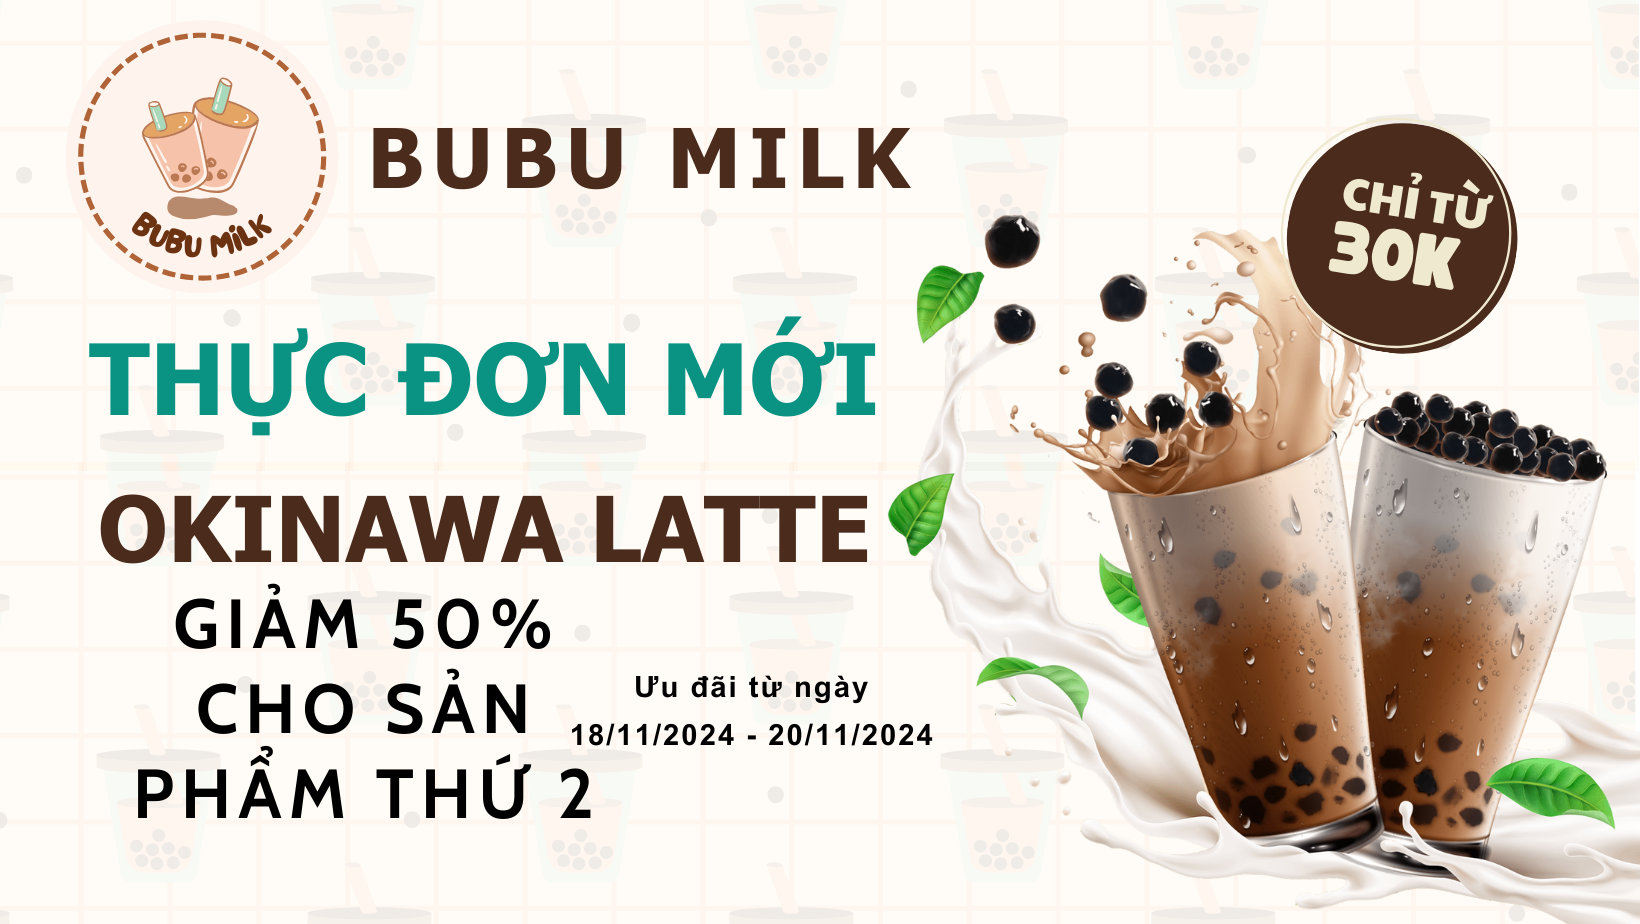 BUBU MiLK
BUBU MILK
CHỈ TỪ
30K
THỰC ĐƠN MỚI
OKINAWA LATTE
GIẢM 50%
CHO SẢN
PHẨM THỨ 2
Ưu đãi từ ngày
18/11/2024 - 20/11/2024